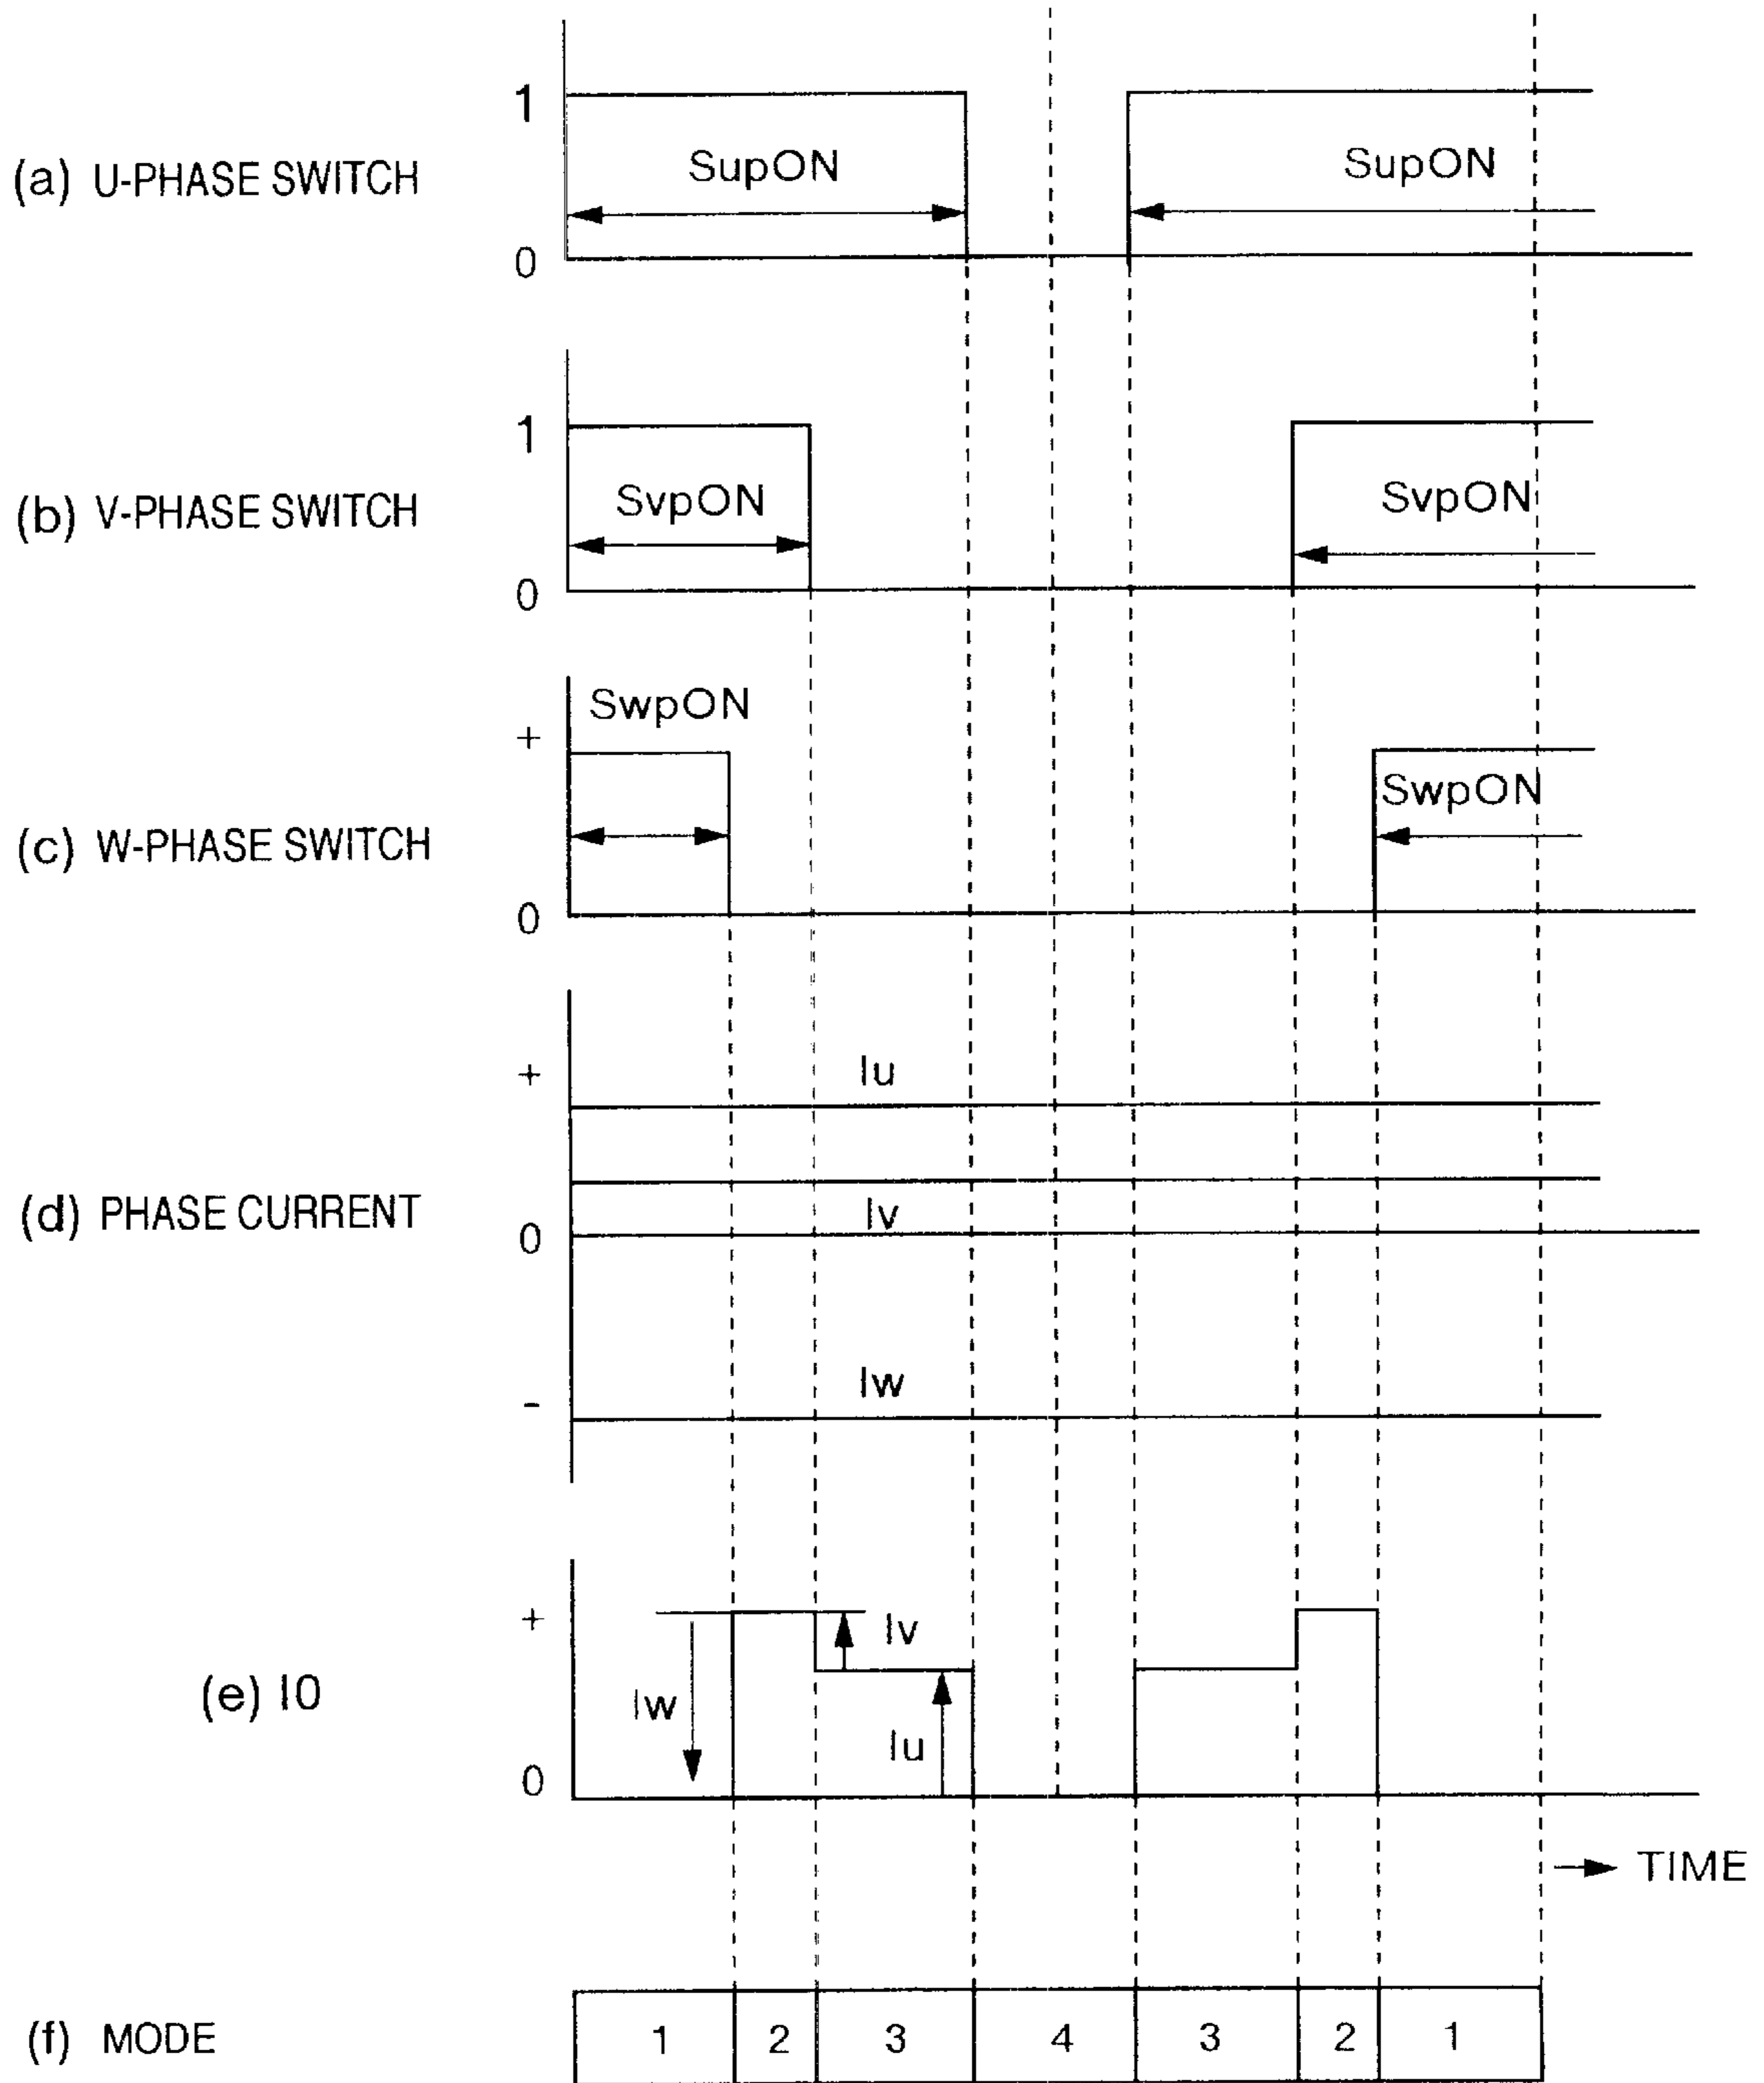 1
SupON
SupON
(a) U-PHASE SWITCH
0
1
SvpON
SvpON
(b) V-PHASE SWITCH
0
SwpON
+
SwpON
(c) W-PHASE SWITCH
0
+
Iu
(d) PHASE CURRENT
Iv
0
Iw
-
+
Iv
(e) I0
Iw
Iu
0
TIME
(f) MODE
1 2 3 4 3 2 1